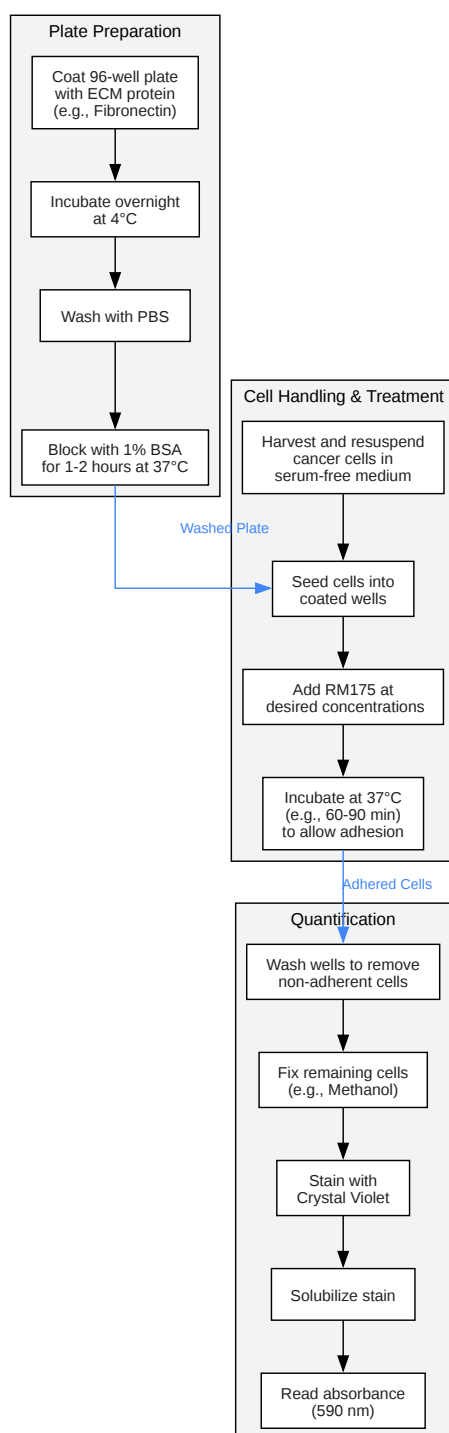 Plate Preparation
Coat 96-well plate
with ECM protein
(e.g., Fibronectin)
Incubate overnight
at 4°C
Wash with PBS
Block with 1% BSA
for 1-2 hours at 37°C
Washed Plate
Cell Handling & Treatment
Harvest and resuspend
cancer cells in
serum-free medium
Seed cells into
coated wells
Add RM175 at
desired concentrations
Incubate at 37°C
(e.g., 60-90 min)
to allow adhesion
Adhered Cells
Quantification
Wash wells to remove
non-adherent cells
Fix remaining cells
(e.g., Methanol)
Stain with
Crystal Violet
Solubilize stain
Read absorbance
(590 nm)